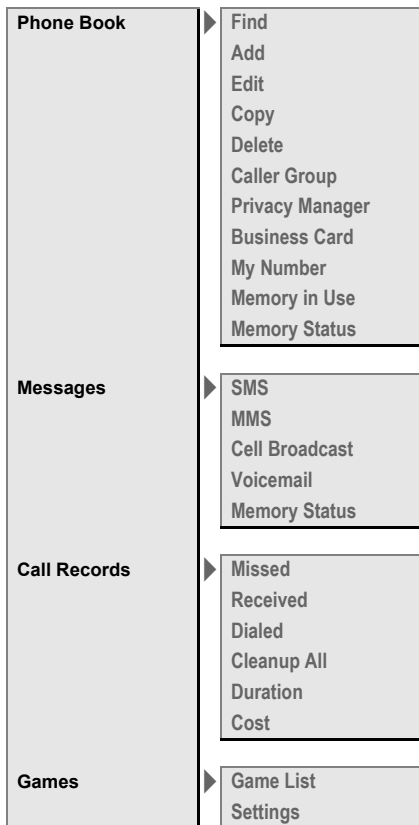 Phone Book
Find
Add
Edit
Copy
Delete
Caller Group
Privacy Manager
Business Card
My Number
Memory in Use
Memory Status
Messages
SMS
MMS
Cell Broadcast
Voicemail
Memory Status
Call Records
Missed
Received
Dialed
Cleanup All
Duration
Cost
Games
Game List
Settings